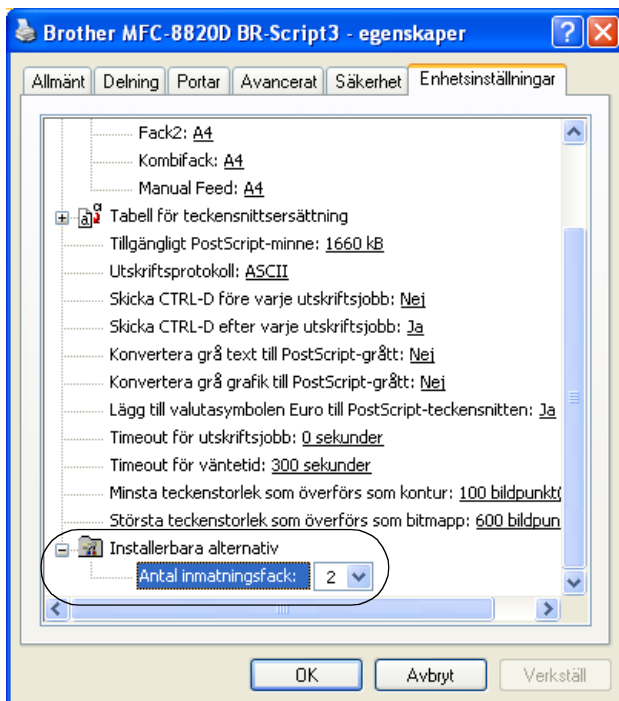 Brother MFC-8820D BR-Script3 - egenskaper
Allmänt Delning Portar Avancerat Säkerhet Enhetsinställningar
Fack2: A4
Kombifack: A4
Manual Feed: A4
Tabell för teckensnittsersättning
Tillgängligt PostScript-minne: 1660 kB
Utskriftsprotokoll: ASCII
Skicka CTRL-D före varje utskriftsjobb: Nej
Skicka CTRL-D efter varje utskriftsjobb: Ja
Konvertera grå text till PostScript-grått: Nej
Konvertera grå grafik till PostScript-grått: Nej
Lägg till valutasymbolen Euro till PostScript-teckensnitten: Ja
Timeout för utskriftsjobb: 0 sekunder
Timeout för väntetid: 300 sekunder
Minsta teckenstorlek som överförs som kontur: 100 bildpunkt(
Största teckenstorlek som överförs som bitmapp: 600 bildpun
Installerbara alternativ
Antal inmatningsfack: 2
OK Avbryt Verkställ